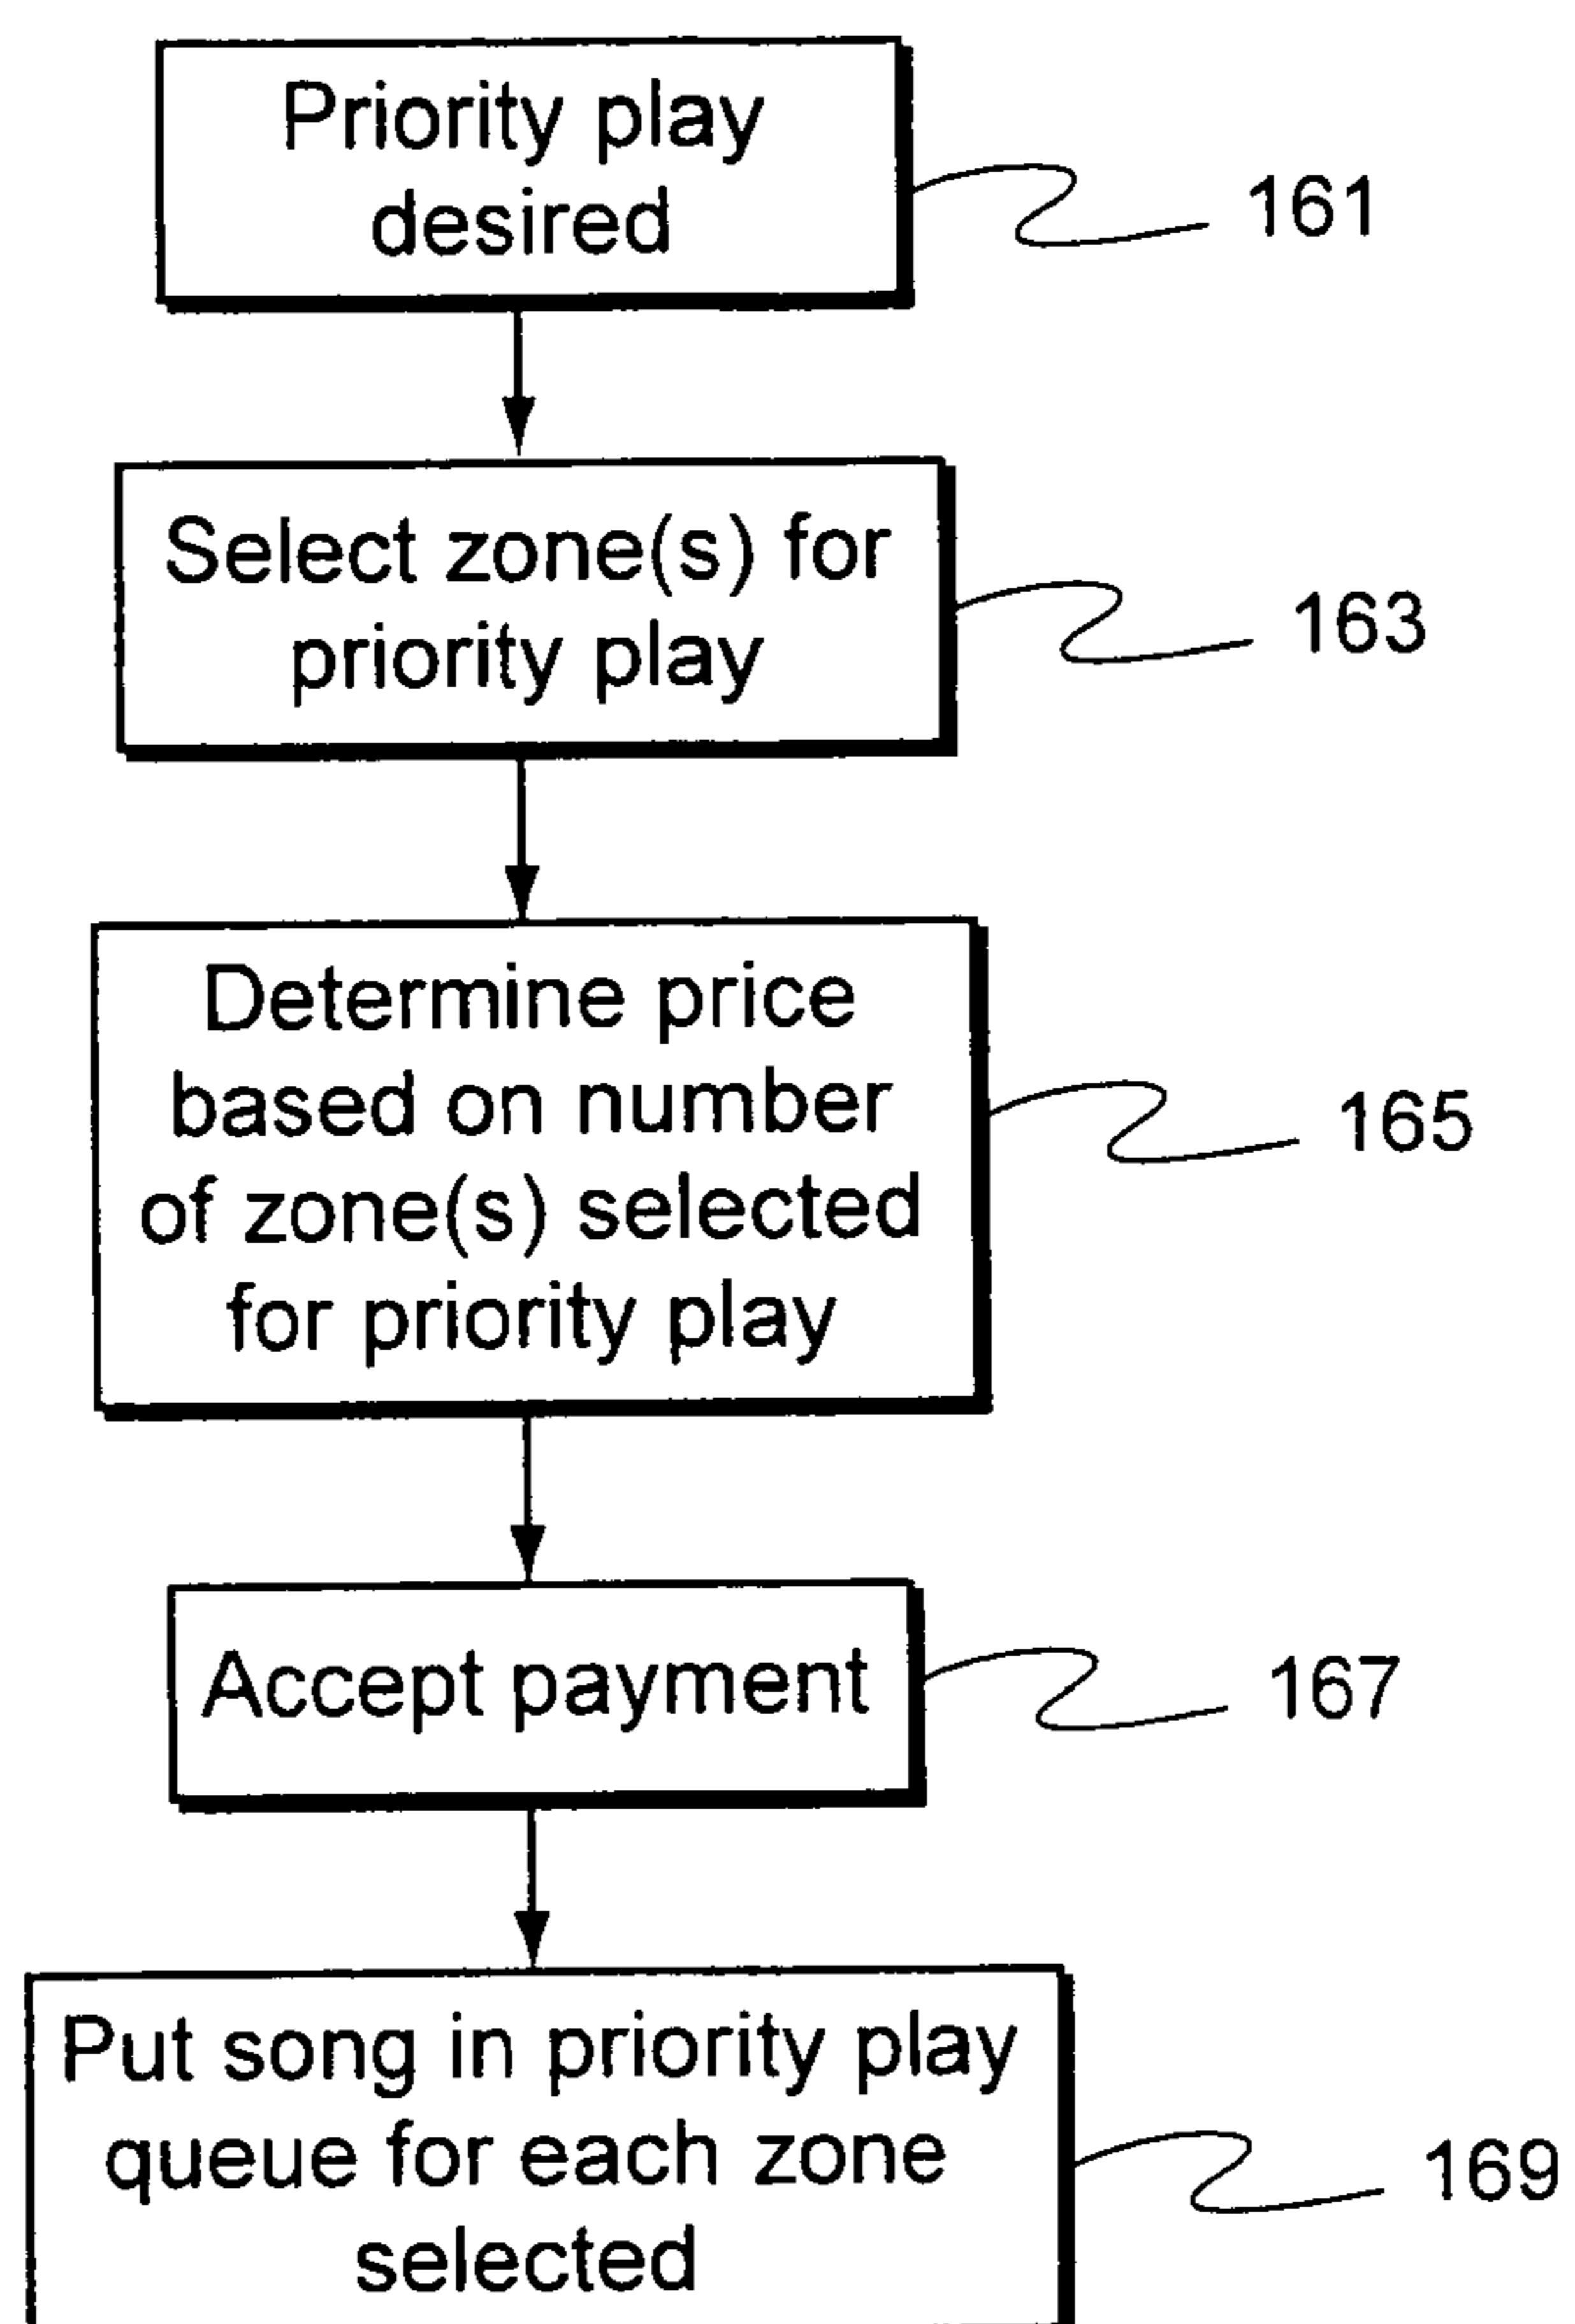 Priority play
desired
161
Select zone(s) for
priority play
163
Determine price
based on number
of zone(s) selected
for priority play
165
Accept payment
167
Put song in priority play
queue for each zone
selected
169